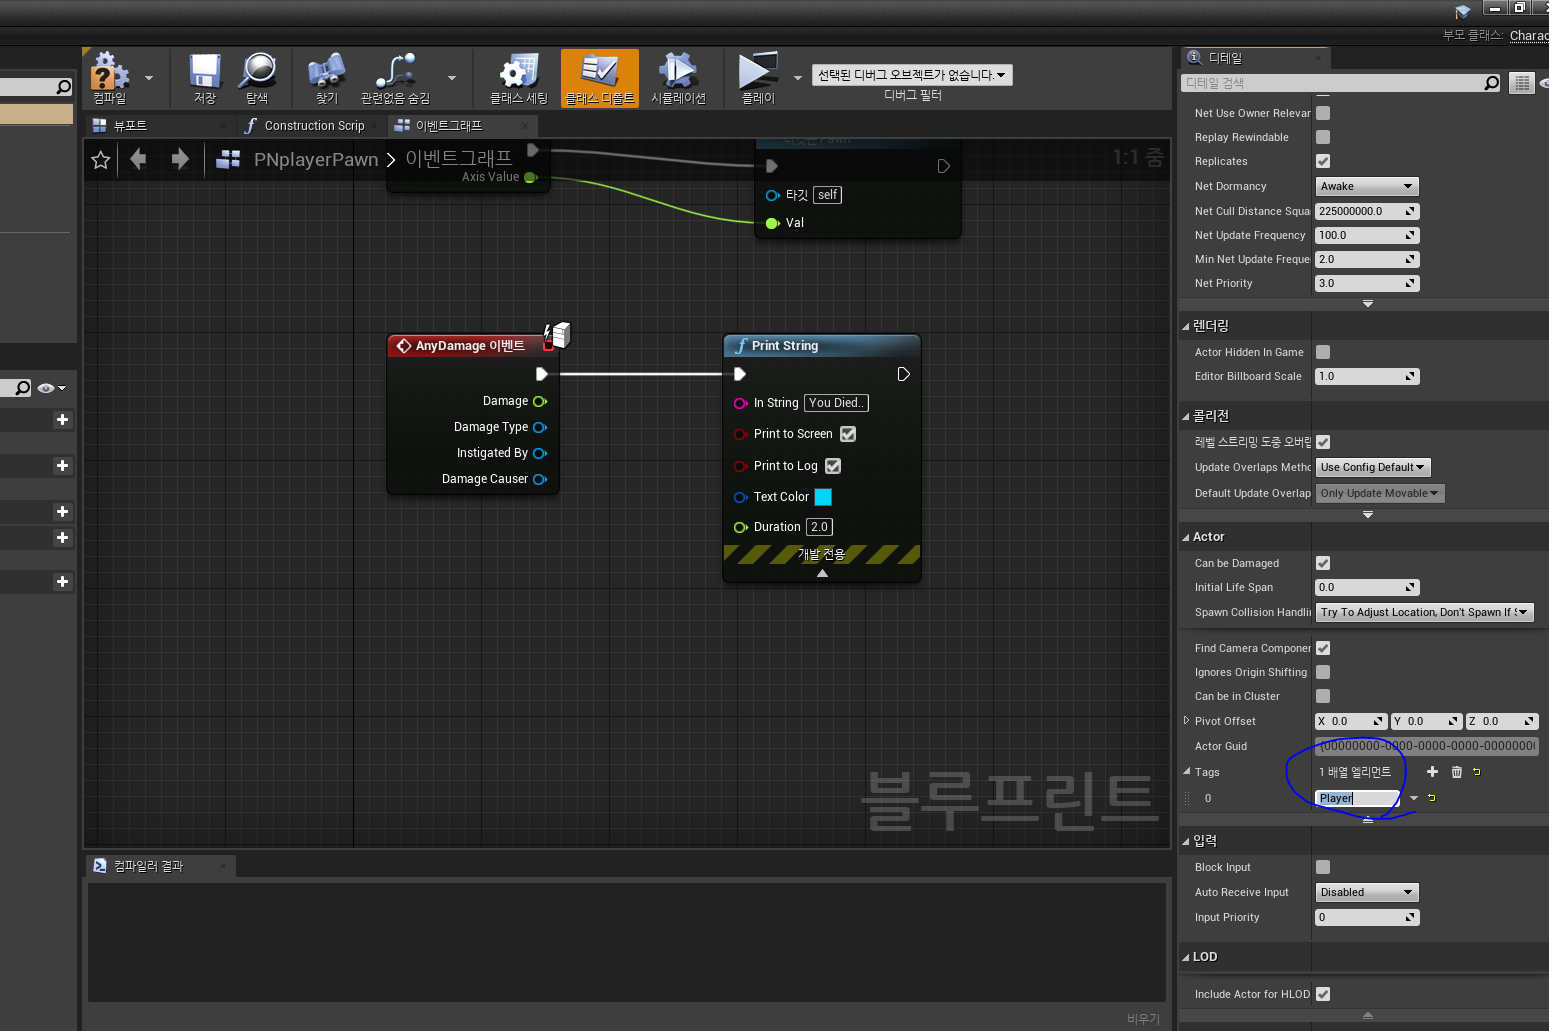 부모 클래스: Charac
컴파일
저장
탐색
찾기
관련없음 숨김
클래스 세팅
클래스 디폴트
시뮬레이션
플레이
선택된 디버그 오브젝트가 없습니다.
디버그 필터
뷰포트
Construction Scrip
이벤트그래프
PNplayerPawn > 이벤트그래프
1:1 줌
Axis Value
타깃 self
Val
AnyDamage 이벤트
Damage
Damage Type
Instigated By
Damage Causer
Print String
In String You Died..
Print to Screen
Print to Log
Text Color
Duration 2.0
개발 전용
블루프린트
컴파일러 결과
비우기
디테일
디테일 검색
Net Use Owner Relevar
Replay Rewindable
Replicates
Net Dormancy Awake
Net Cull Distance Squa 225000000.0
Net Update Frequency 100.0
Min Net Update Freque 2.0
Net Priority 3.0
렌더링
Actor Hidden In Game
Editor Billboard Scale 1.0
콜리전
레벨 스트리밍 도중 오버랩
Update Overlaps Metho Use Config Default
Default Update Overlap Only Update Movable
Actor
Can be Damaged
Initial Life Span 0.0
Spawn Collision Handlin Try To Adjust Location, Don't Spawn If S
Find Camera Componer
Ignores Origin Shifting
Can be in Cluster
Pivot Offset X 0.0 Y 0.0 Z 0.0
Actor Guid {00000000-0000-0000-0000-00000000
Tags 1 배열 엘리먼트
0 Player
입력
Block Input
Auto Receive Input Disabled
Input Priority 0
LOD
Include Actor for HLOD